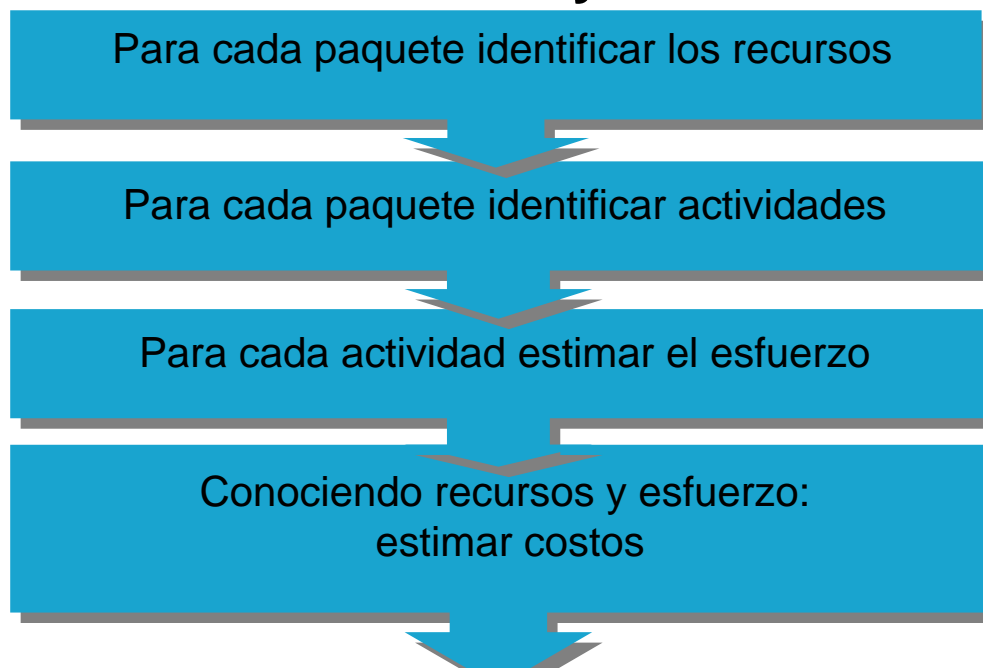 Para cada paquete identificar los recursos
Para cada paquete identificar actividades
Para cada actividad estimar el esfuerzo
Conociendo recursos y esfuerzo:
estimar costos